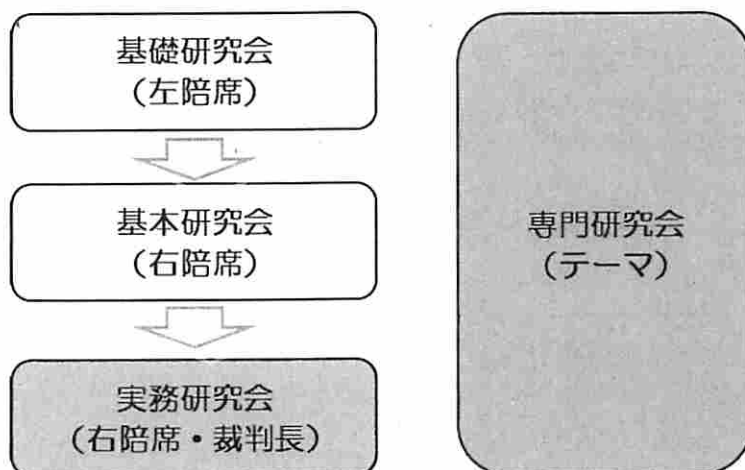 基礎研究会
(左陪席)
基本研究会
(右陪席)
実務研究会
(右陪席・裁判長)
専門研究会
(テーマ)